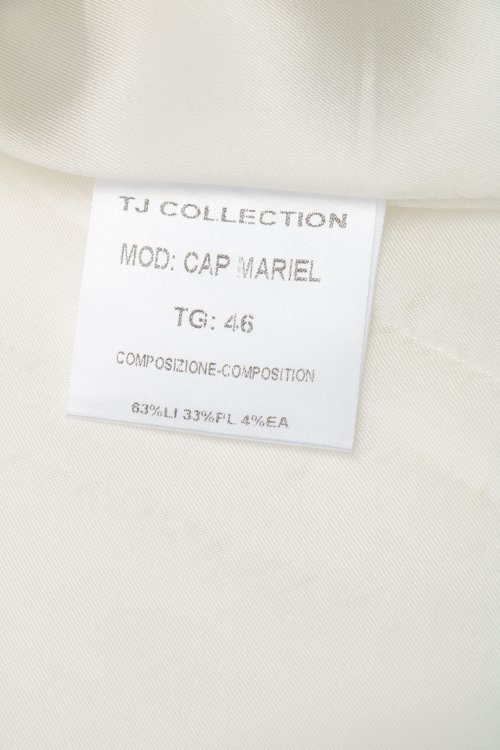 TJ COLLECTION
MOD: CAP MARIEL
TG: 46
COMPOSIZIONE-COMPOSITION
63%LI 33%PL 4%EA